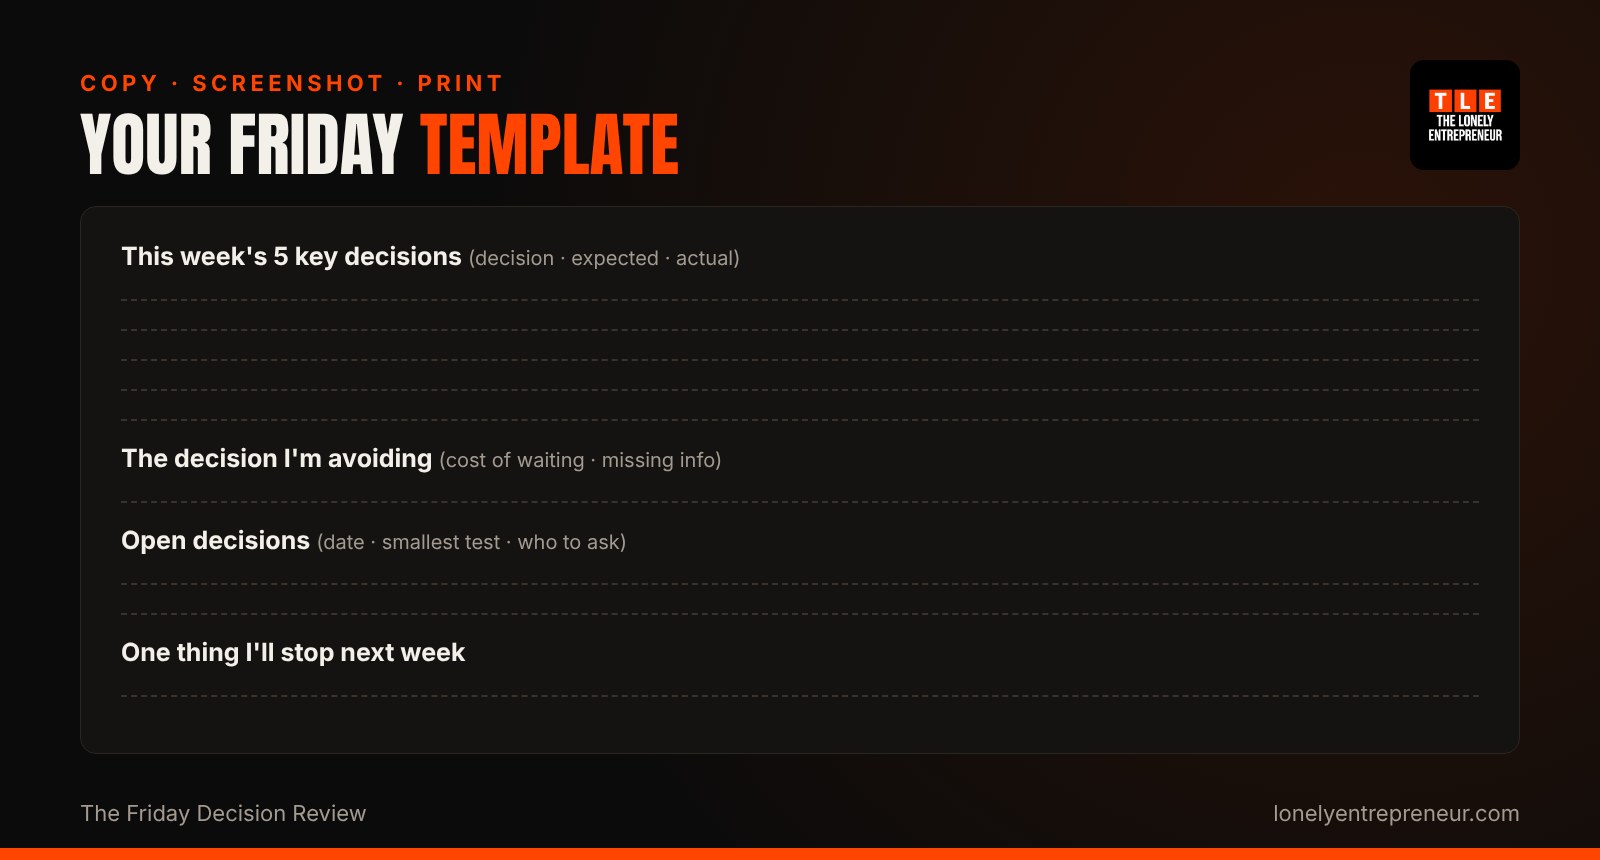 COPY · SCREENSHOT · PRINT
YOUR FRIDAY TEMPLATE
TLE
THE LONELY
ENTREPRENEUR
This week's 5 key decisions (decision · expected · actual)
The decision I'm avoiding (cost of waiting · missing info)
Open decisions (date · smallest test · who to ask)
One thing I'll stop next week
The Friday Decision Review
lonelyentrepreneur.com